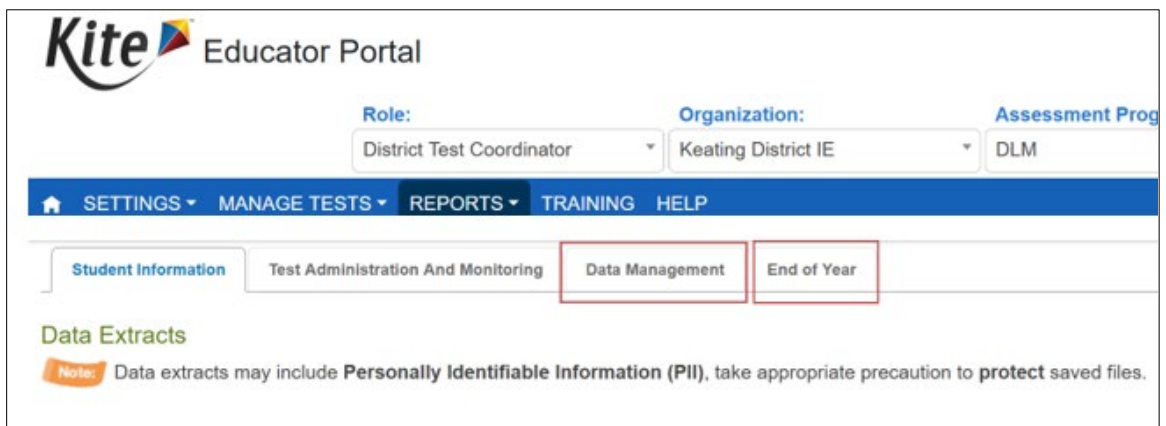 Kite Educator Portal
Role: Organization: Assessment Prog
District Test Coordinator Keating District IE DLM
SETTINGS MANAGE TESTS REPORTS TRAINING HELP
Student Information Test Administration And Monitoring Data Management End of Year
Data Extracts
Note: Data extracts may include Personally Identifiable Information (PII), take appropriate precaution to protect saved files.